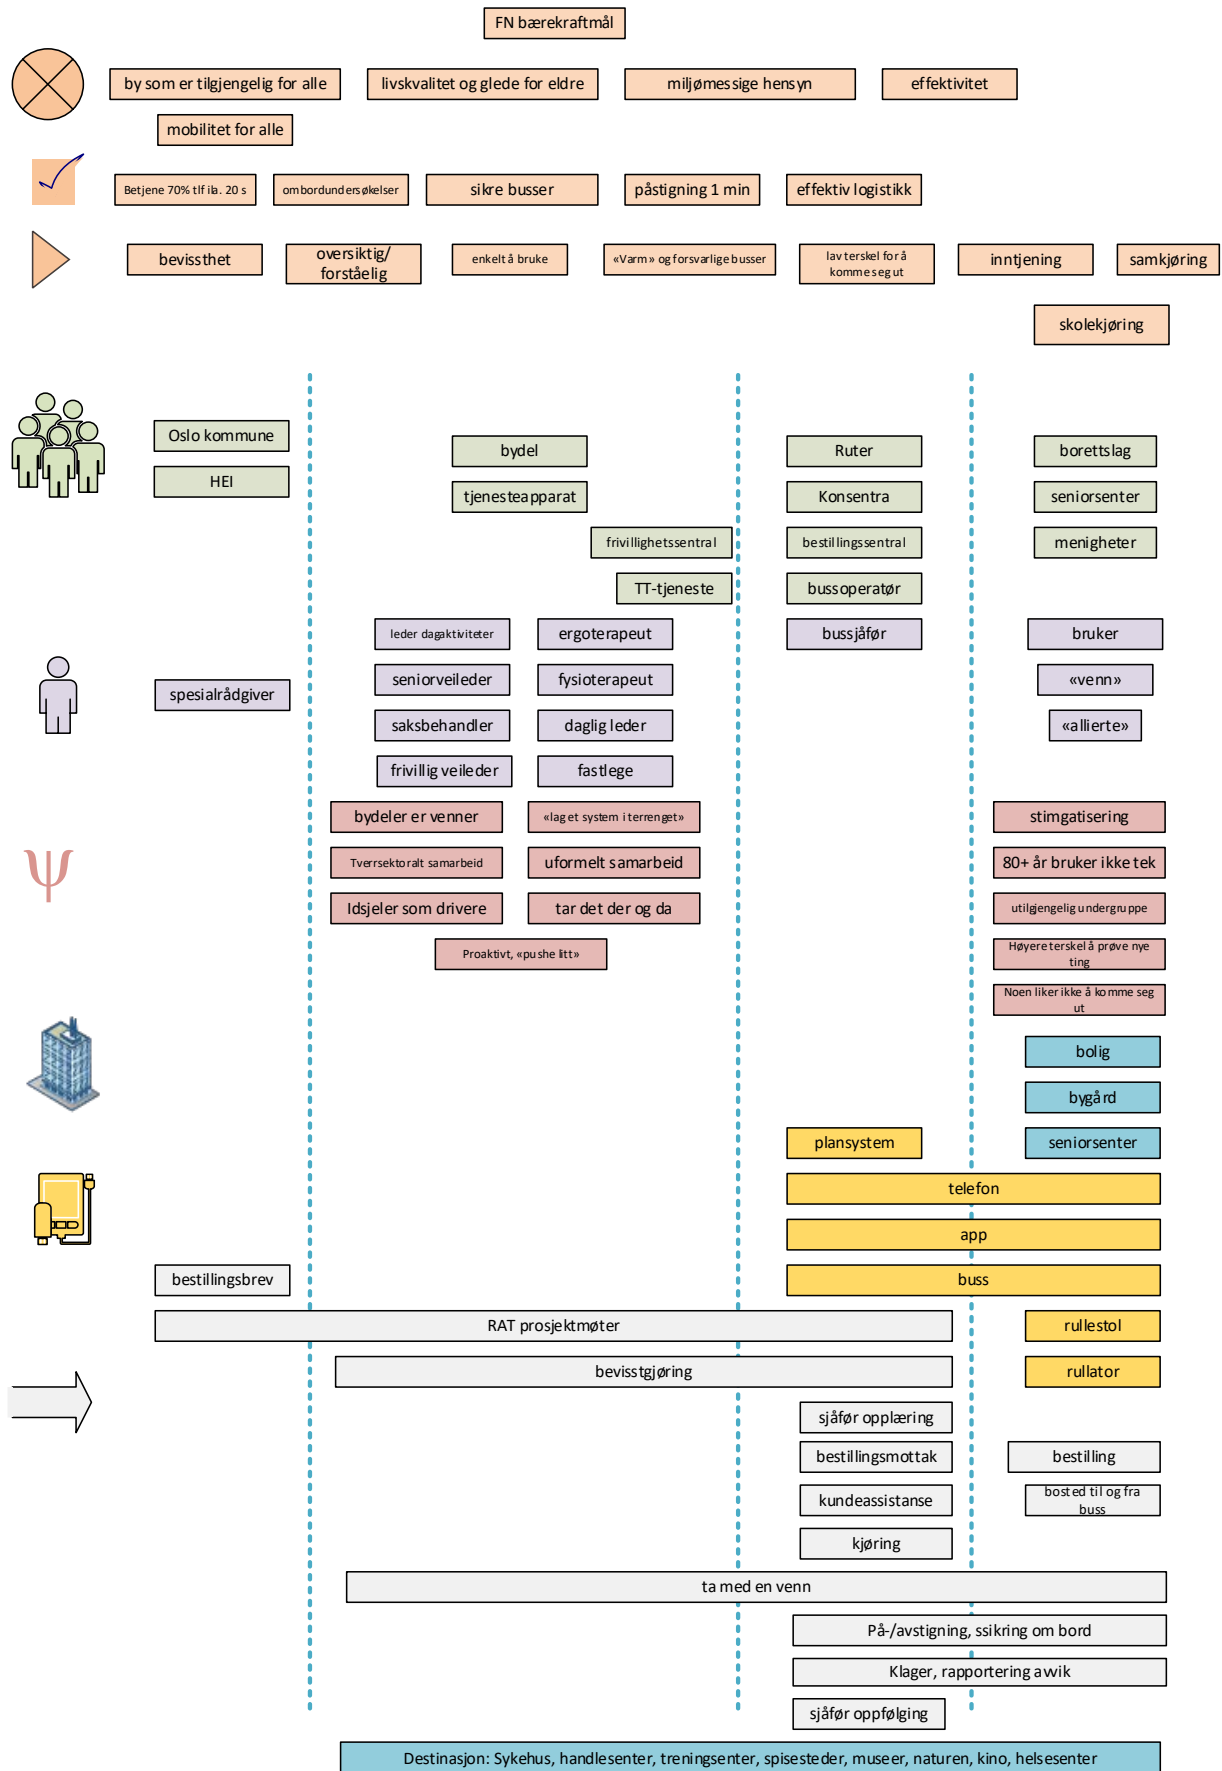 FN bærekraftmål
by som er tilgjengelig for alle
livskvalitet og glede for eldre
miljømessige hensyn
effektivitet
mobilitet for alle
Betjene 70% tlf ila. 20 s
ombordundersøkelser
sikre busser
påstigning 1 min
effektiv logistikk
bevissthet
oversiktig/
forståelig
enkelt å bruke
«Varm» og forsvarlige busser
lav terskel for å
komme seg ut
inntjening
samkjøring
skolekjøring
Oslo kommune
HEI
bydel
tjenesteapparat
frivillighetssentral
TT-tjeneste
Ruter
Konsentra
bestillingssentral
bussoperatør
borettslag
seniorsenter
menigheter
spesialrådgiver
leder dagaktiviteter
ergoterapeut
seniorveileder
fysioterapeut
saksbehandler
daglig leder
frivillig veileder
fastlege
bussjåfør
bruker
«venn»
«allierte»
bydeler er venner
«laget system i terrenget»
Tverrsektoralt samarbeid
uformelt samarbeid
Idsjeler som drivere
tar det der og da
Proaktivt, «pushe litt»
stimgatisering
80+ år bruker ikke tek
utilgjengelig undergruppe
Høyere terskel å prøve nye
ting
Noen liker ikke å komme seg
ut
bolig
bygård
seniorsenter
plansystem
telefon
app
buss
rullestol
rullator
bestillingsbrev
RAT prosjektmøter
bevisstgjøring
sjåfør opplæring
bestillingsmottak
bestilling
kundeassistanse
bosted til og fra
buss
kjøring
ta med en venn
På-/avstigning, ssikring om bord
Klager, rapportering avvik
sjåfør oppfølging
Destinasjon: Sykehus, handlesenter, treningsenter, spisesteder, museer, naturen, kino, helsesenter